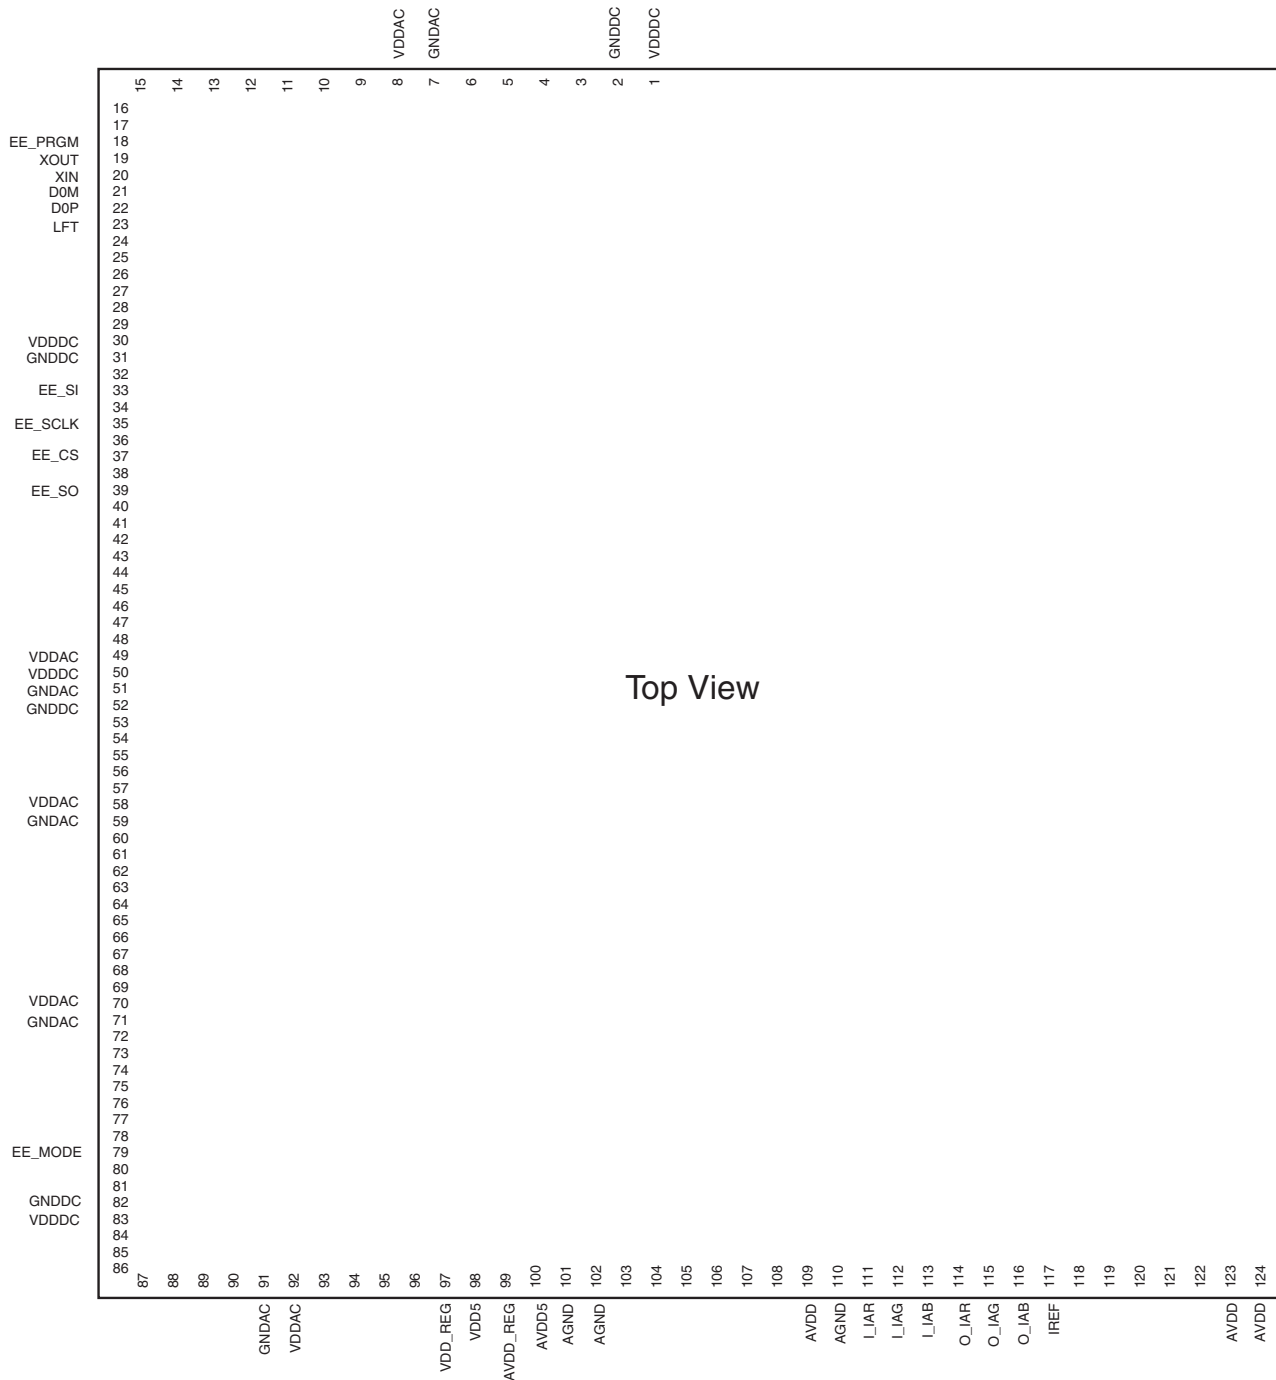 VDDAC GNDAC GNDDC VDDDC
15 14 13 12 11 10 9 8 7 6 5 4 3 2 1
16
17
EE_PRGM 18
XOUT 19
XIN 20
D0M 21
D0P 22
LFT 23
24
25
26
27
28
29
VDDDC 30
GNDDC 31
32
EE_SI 33
34
EE_SCLK 35
36
EE_CS 37
38
EE_SO 39
40
41
42
43
44
45
46
47
48
VDDAC 49
VDDDC 50
GNDAC 51
GNDDC 52
Top View
53
54
55
56
57
VDDAC 58
GNDAC 59
60
61
62
63
64
65
66
67
68
69
VDDAC 70
GNDAC 71
72
73
74
75
76
77
78
EE_MODE 79
80
81
GNDDC 82
VDDDC 83
84
85
86
87 88 89 90 91 92 93 94 95 96 97 98 99 100 101 102 103 104 105 106 107 108 109 110 111 112 113 114 115 116 117 118 119 120 121 122 123 124
GNDAC VDDAC VDD_REG VDD5 AVDD_REG AVDD5 AGND AGND AVDD AGND I_IAR I_IAG I_IAB O_IAR O_IAG O_IAB IREF AVDD AVDD